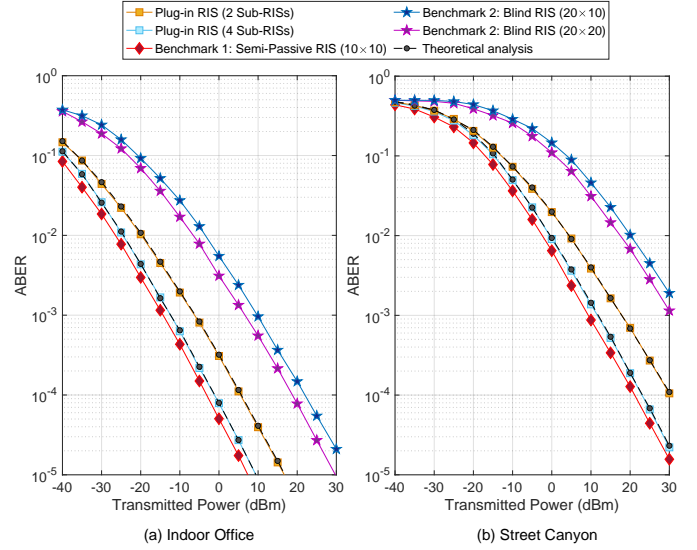 Plug-in RIS (2 Sub-RISs)
Plug-in RIS (4 Sub-RISs)
Benchmark 1: Semi-Passive RIS (10×10)
Benchmark 2: Blind RIS (20×10)
Benchmark 2: Blind RIS (20×20)
Theoretical analysis
10^0
10^-1
10^-2
10^-3
10^-4
10^-5
ABER
-40 -30 -20 -10 0 10 20 30
Transmitted Power (dBm)
(a) Indoor Office
10^0
10^-1
10^-2
10^-3
10^-4
10^-5
ABER
-40 -30 -20 -10 0 10 20 30
Transmitted Power (dBm)
(b) Street Canyon